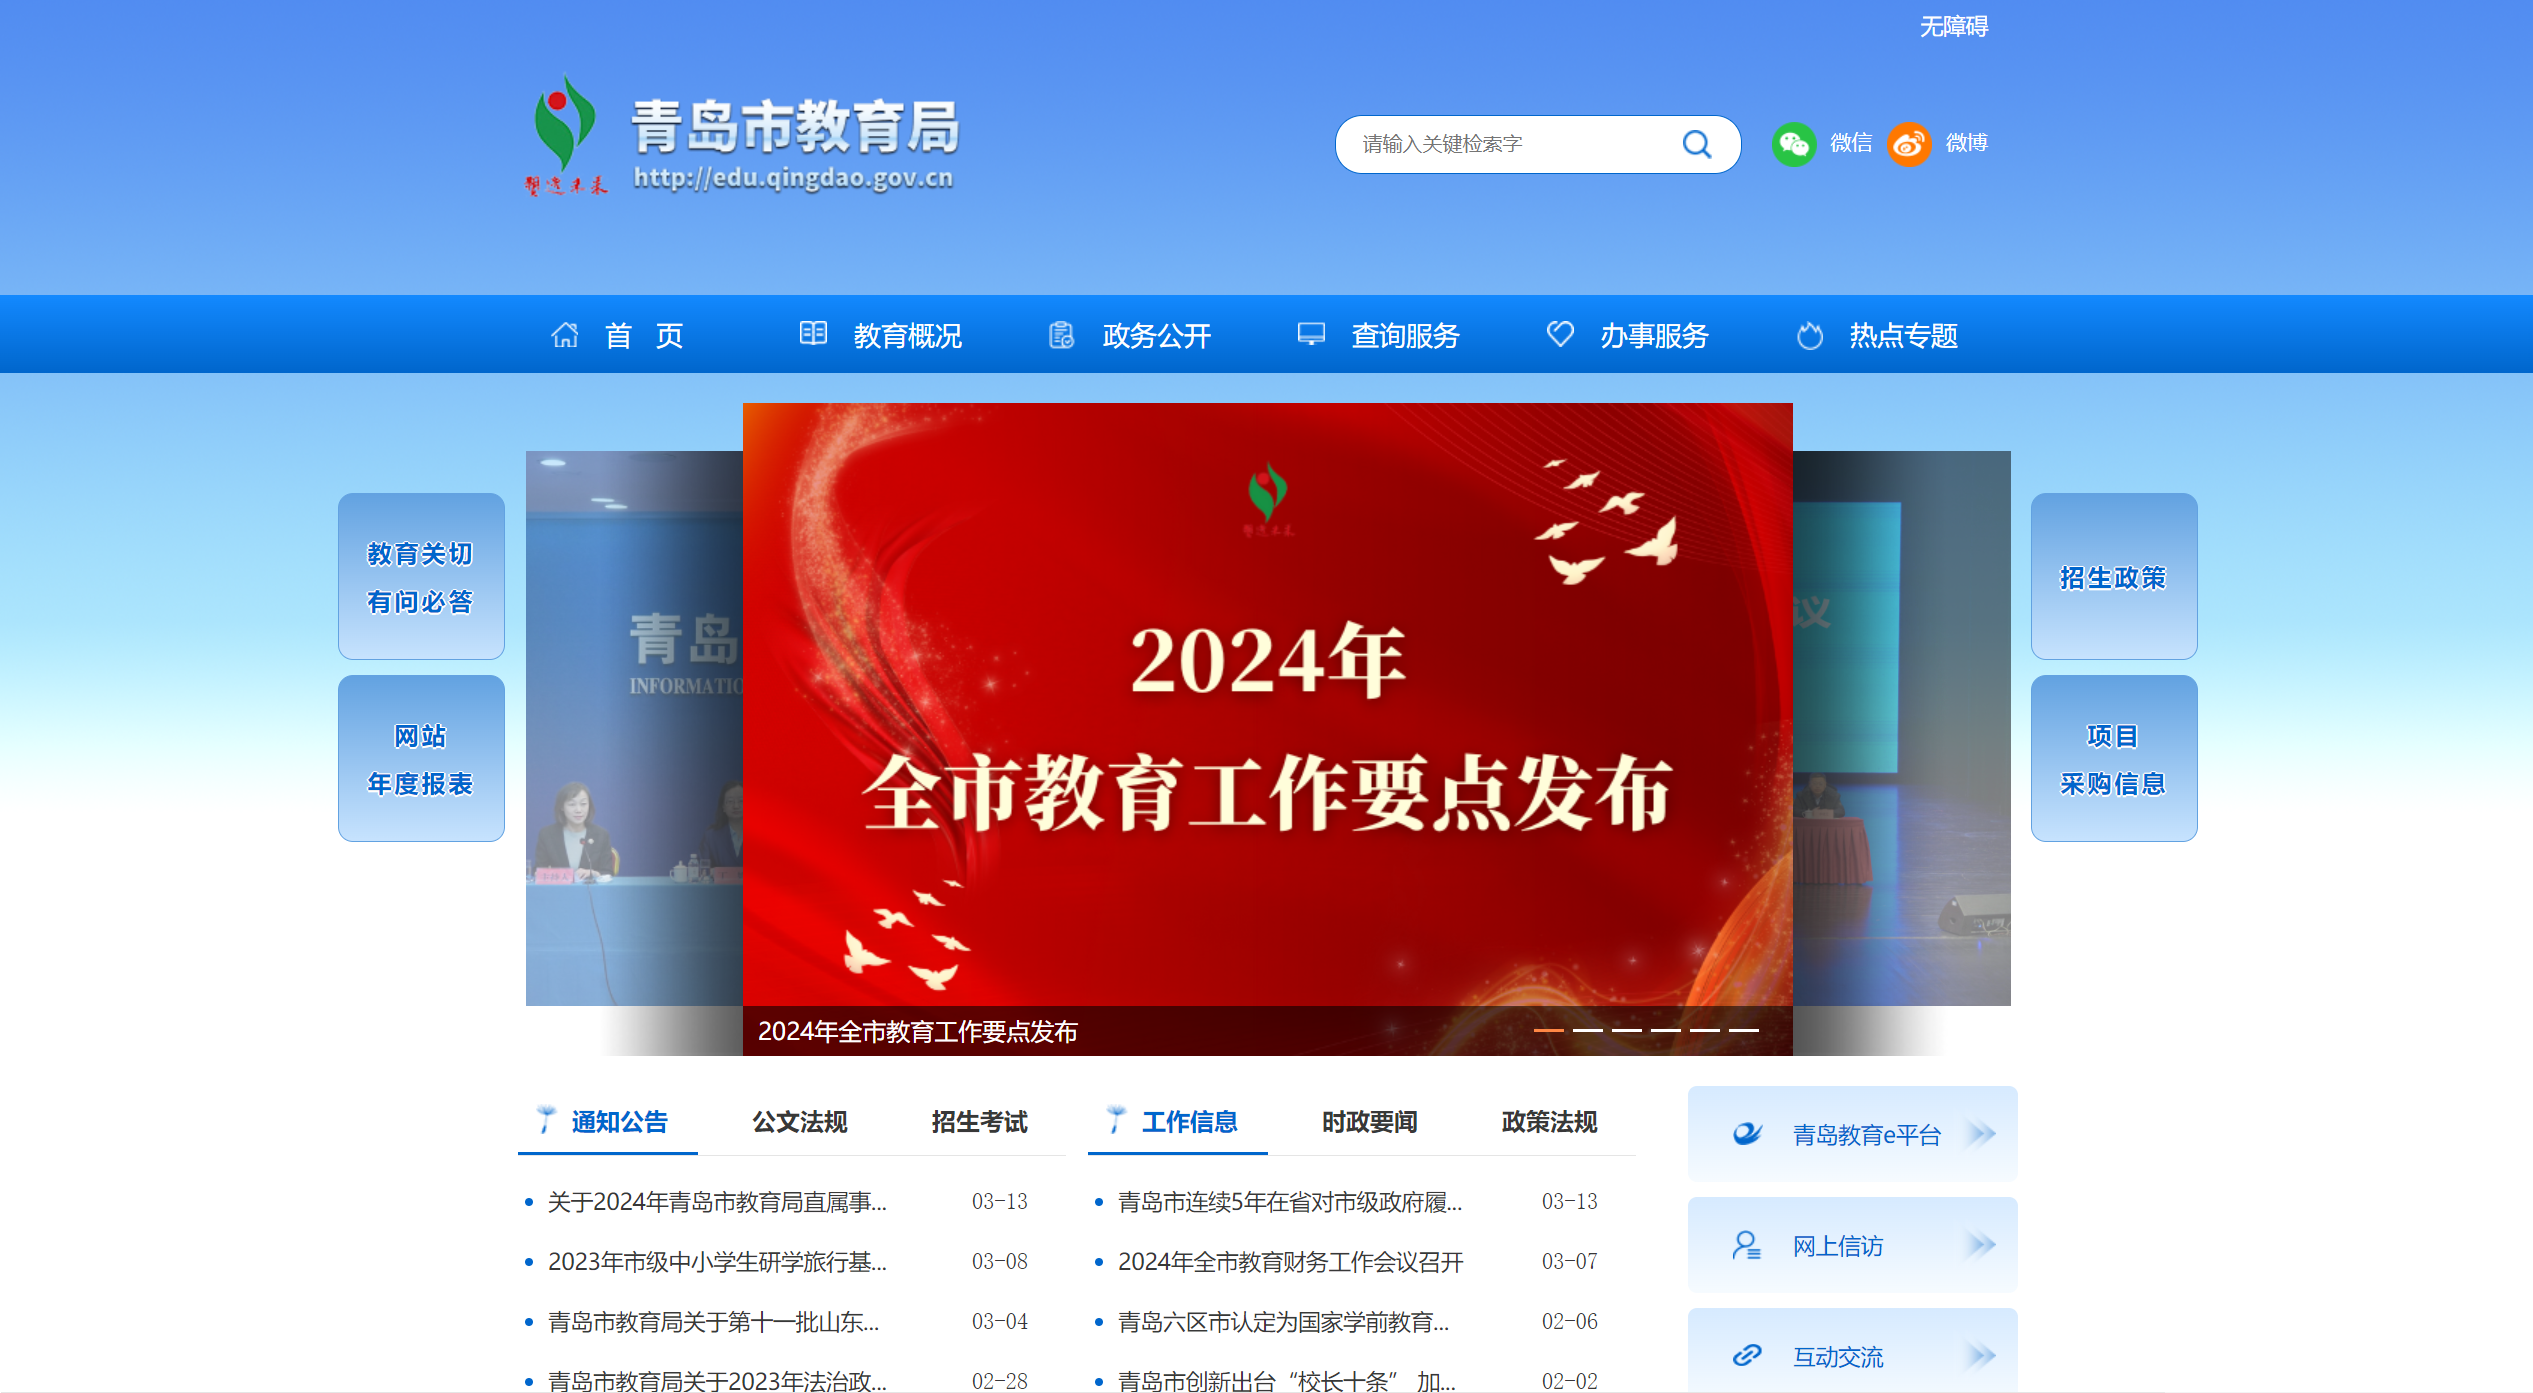 无障碍
青岛市教育局
http://edu.qingdao.gov.cn
塑造未来
请输入关键检索字
微信
微博
首 页
教育概况
政务公开
查询服务
办事服务
热点专题
教育关切
有问必答
网站
年度报表
青岛
INFORMATIO
2024年
全市教育工作要点发布
议
招生政策
项目
采购信息
2024年全市教育工作要点发布
通知公告 公文法规 招生考试
关于2024年青岛市教育局直属事... 03-13
2023年市级中小学生研学旅行基... 03-08
青岛市教育局关于第十一批山东... 03-04
青岛市教育局关于2023年法治政... 02-28
工作信息 时政要闻 政策法规
青岛市连续5年在省对市级政府履... 03-13
2024年全市教育财务工作会议召开 03-07
青岛六区市认定为国家学前教育... 02-06
青岛市创新出台“校长十条” 加... 02-02
青岛教育e平台
网上信访
互动交流